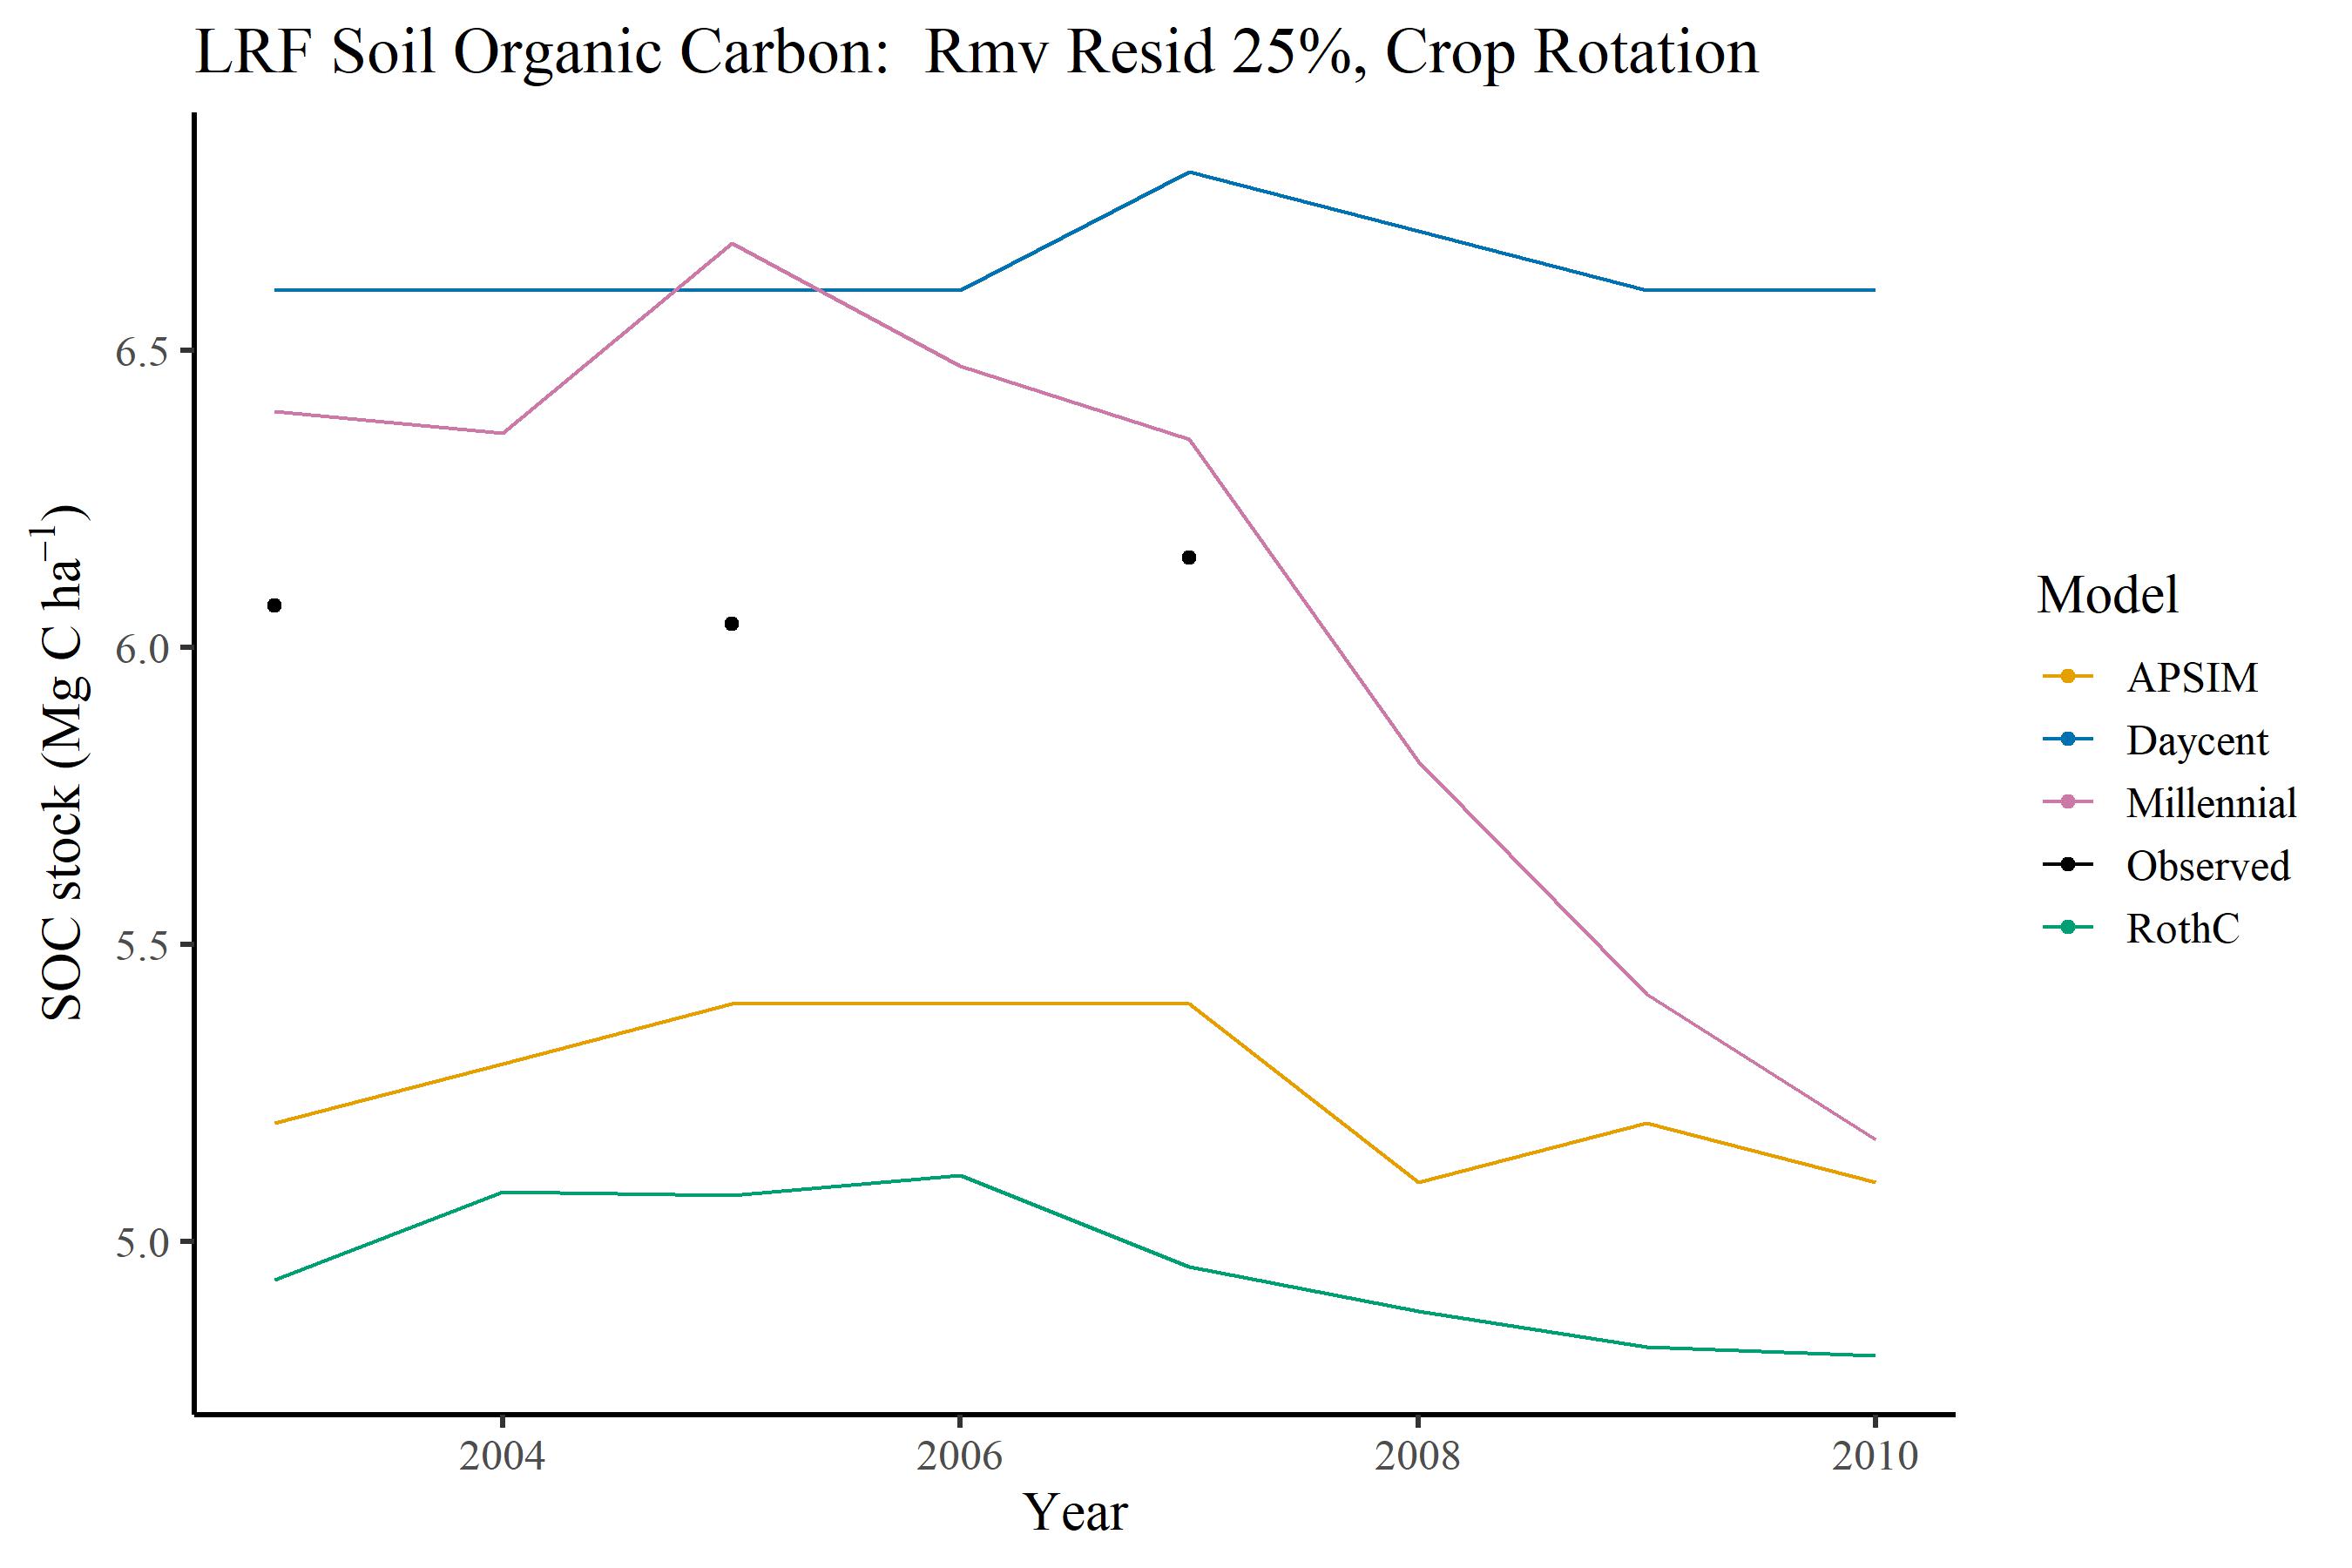 LRF Soil Organic Carbon:  Rmv Resid 25%, Crop Rotation
SOC stock (Mg C ha⁻¹)
6.5
6.0
5.5
5.0
2004 2006 2008 2010
Year
Model
APSIM
Daycent
Millennial
Observed
RothC